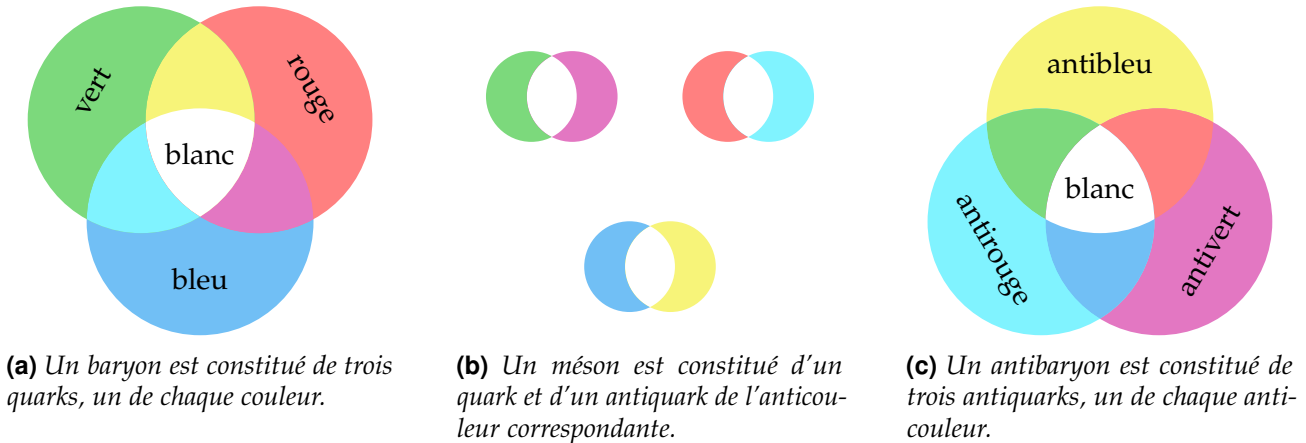 vert
rouge
blanc
bleu
antibleu
blanc
antirouge
antivert
(a) Un baryon est constitué de trois
quarks, un de chaque couleur.
(b) Un méson est constitué d'un
quark et d'un antiquark de l'anticou-
leur correspondante.
(c) Un antibaryon est constitué de
trois antiquarks, un de chaque anti-
couleur.